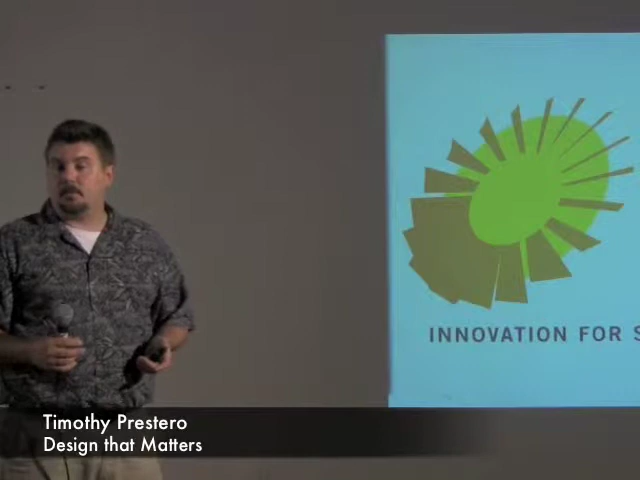 INNOVATION FOR S
Timothy Prestero
Design that Matters